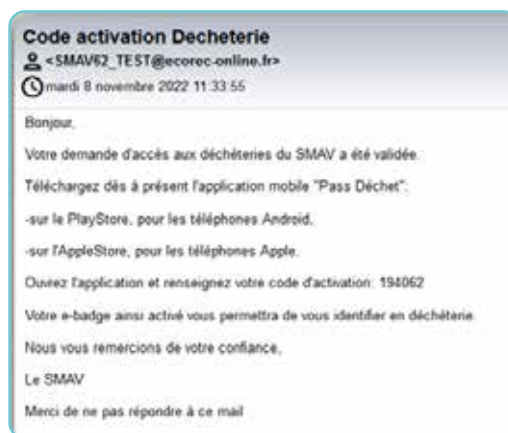 Code activation Decheterie
<SMAV62_TEST@ecorec-online.fr>
mardi 8 novembre 2022 11:33:55
Bonjour,
Votre demande d'accès aux déchèteries du SMAV a été validée.
Téléchargez dès à présent l'application mobile "Pass Déchet":
-sur le PlayStore, pour les téléphones Android,
-sur l'AppleStore, pour les téléphones Apple.
Ouvrez l'application et renseignez votre code d'activation: 194062
Votre e-badge ainsi activé vous permettra de vous identifier en déchèterie.
Nous vous remercions de votre confiance,
Le SMAV
Merci de ne pas répondre à ce mail